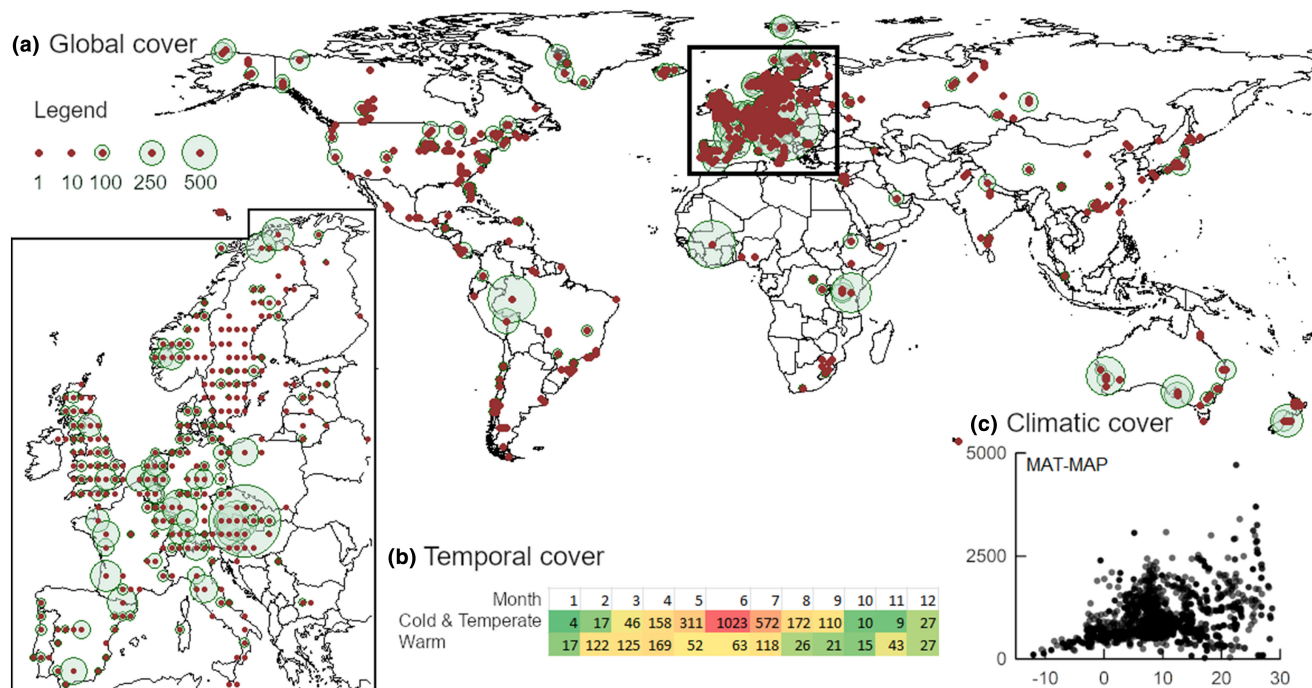 (a) Global cover
Legend
1 10 100 250 500
(b) Temporal cover
Month 1 2 3 4 5 6 7 8 9 10 11 12
Cold & Temperate 4 17 46 158 311 1023 572 172 110 10 9 27
Warm 17 122 125 169 52 63 118 26 21 15 43 27
(c) Climatic cover
5000
MAT-MAP
2500
0
-10 0 10 20 30